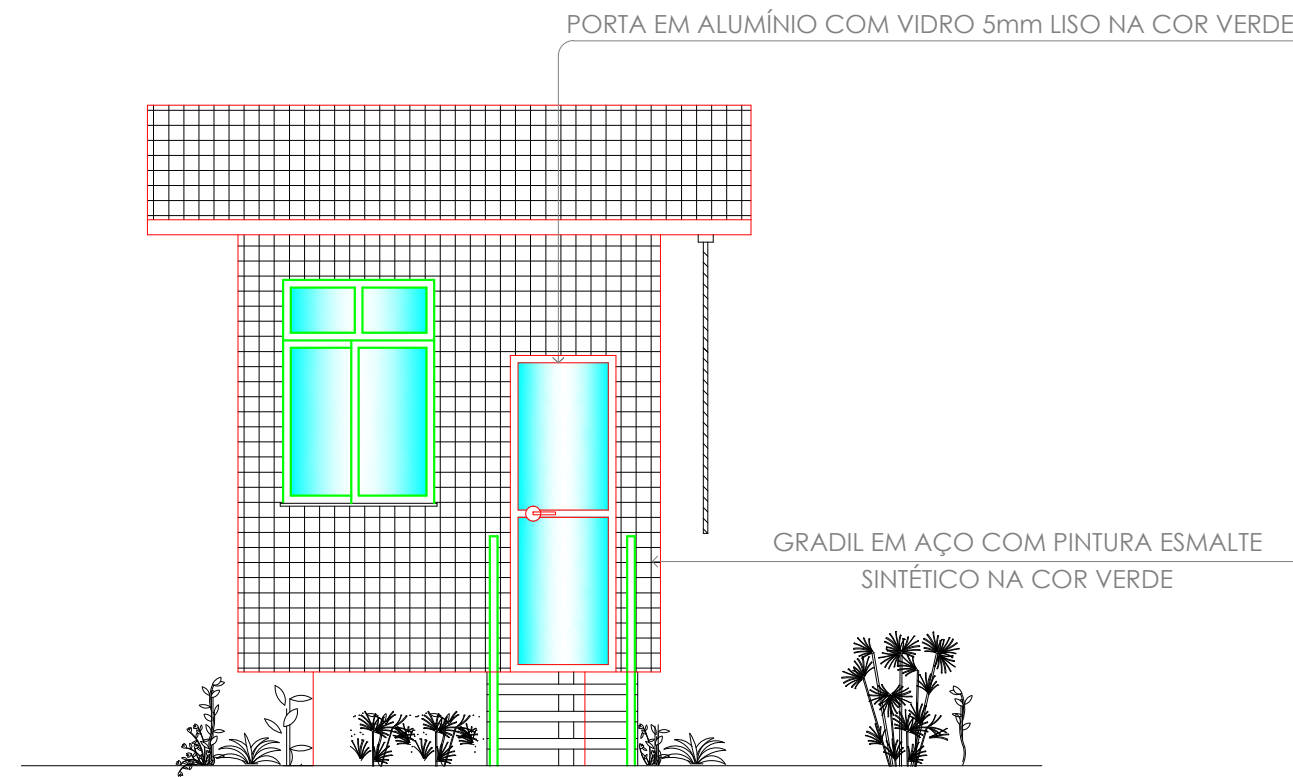 PORTA EM ALUMÍNIO COM VIDRO 5mm LISO NA COR VERDE
GRADIL EM AÇO COM PINTURA ESMALTE
SINTÉTICO NA COR VERDE